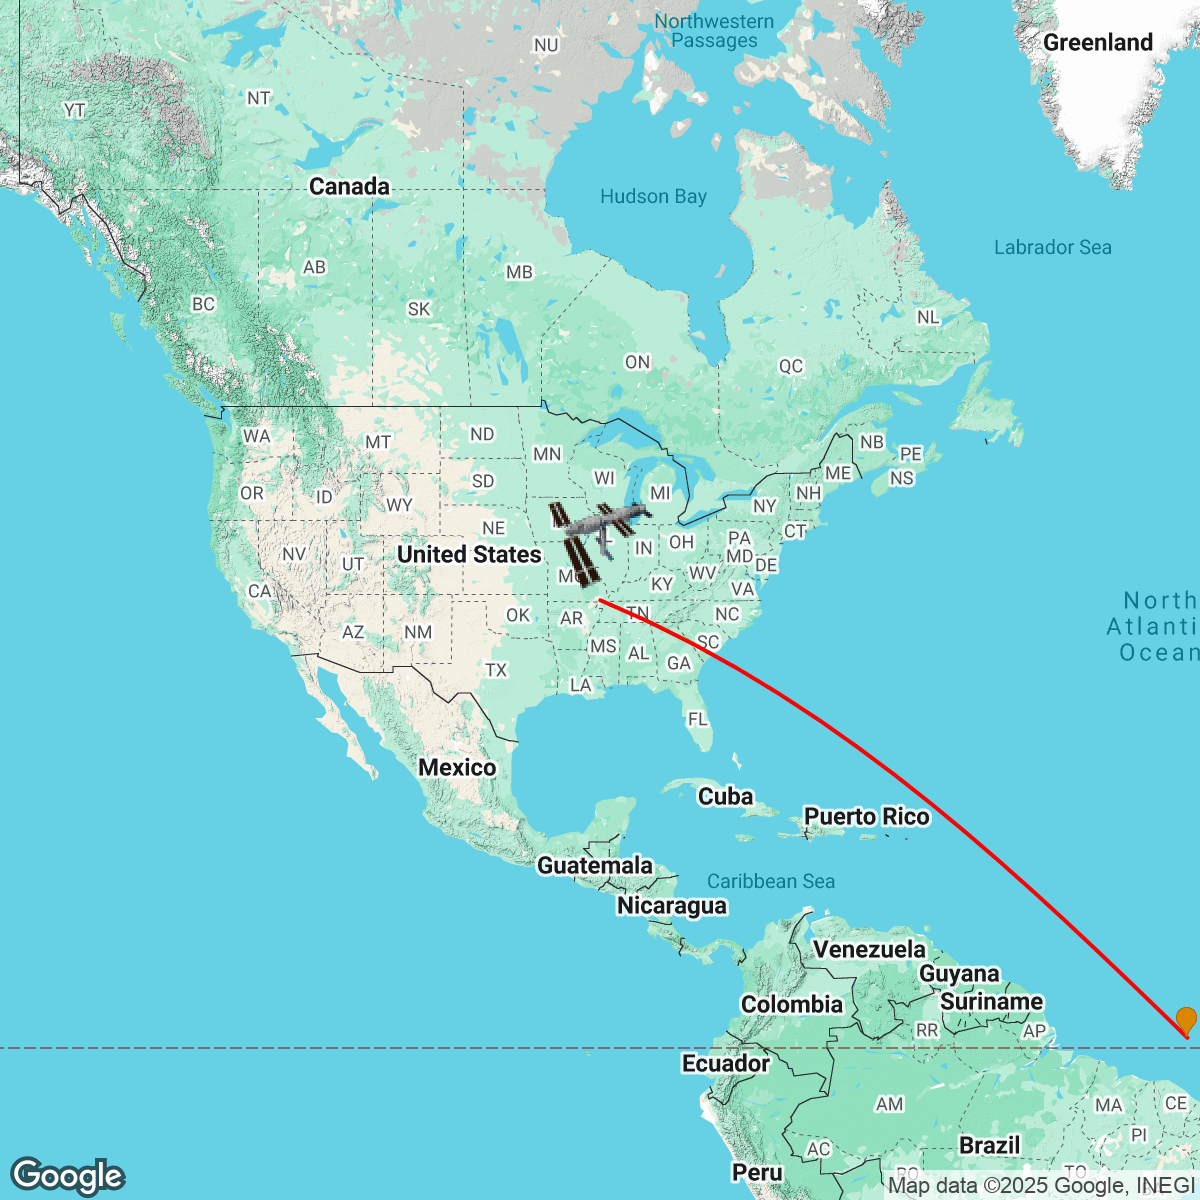 Northwestern
Passages
Greenland
NU
NT
YT
Canada
Hudson Bay
Labrador Sea
AB
MB
BC
SK
NL
ON
QC
WA
MT
ND
MN
NB
PE
NS
ME
WI
MI
OR
ID
SD
WY
NH
NY
NE
CT
NV
UT
United States
IN
OH
PA
MD
DE
CA
MO
KY
WV
VA
North
Atlanti
Ocean
AZ
NM
OK
AR
TN
NC
SC
MS
AL
GA
TX
LA
FL
Mexico
Cuba
Puerto Rico
Guatemala
Caribbean Sea
Nicaragua
Venezuela
Guyana
Suriname
Colombia
RR
AP
Ecuador
AM
MA
CE
PI
AC
Brazil
Peru
RO
TO
Google
Map data ©2025 Google, INEGI